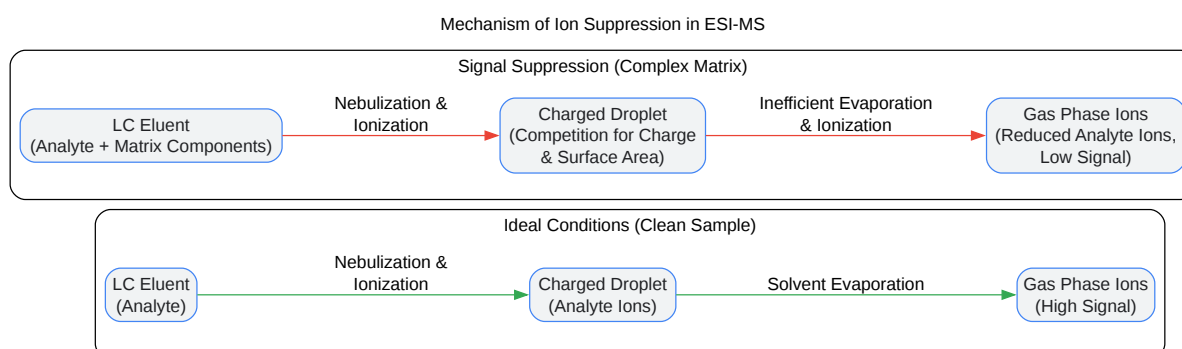 Mechanism of Ion Suppression in ESI-MS
Signal Suppression (Complex Matrix)
LC Eluent
(Analyte + Matrix Components)
Nebulization &
Ionization
Charged Droplet
(Competition for Charge
& Surface Area)
Inefficient Evaporation
& Ionization
Gas Phase Ions
(Reduced Analyte Ions,
Low Signal)
Ideal Conditions (Clean Sample)
LC Eluent
(Analyte)
Nebulization &
Ionization
Charged Droplet
(Analyte Ions)
Solvent Evaporation
Gas Phase Ions
(High Signal)